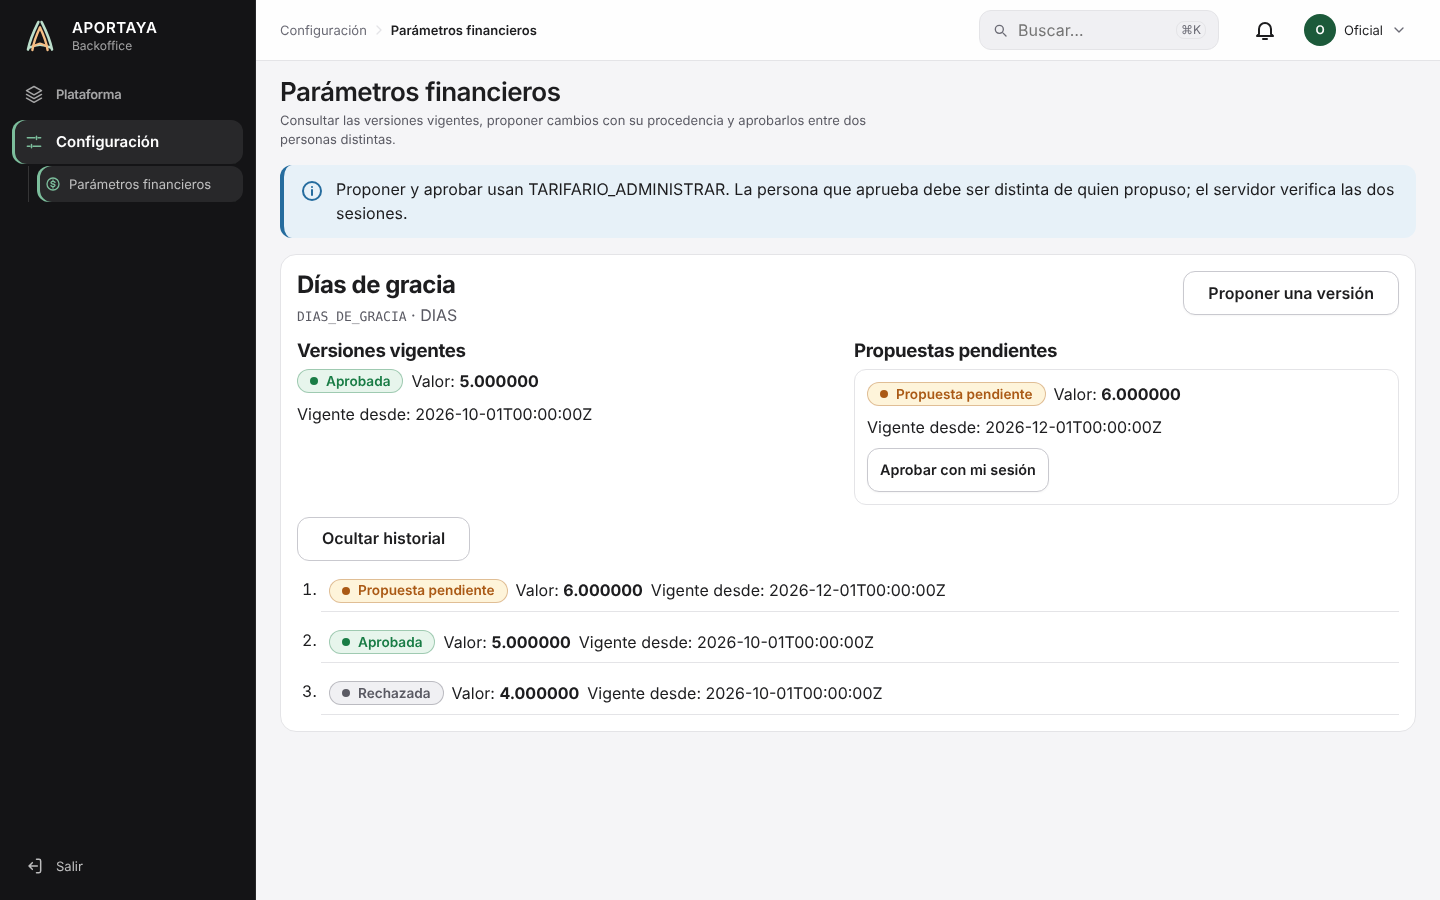 APORTAYA
Backoffice
Plataforma
Configuración
Parámetros financieros
Salir
Configuración
Parámetros financieros
Buscar...
⌘K
O
Oficial
Parámetros financieros
Consultar las versiones vigentes, proponer cambios con su procedencia y aprobarlos entre dos
personas distintas.
Proponer y aprobar usan TARIFARIO_ADMINISTRAR. La persona que aprueba debe ser distinta de quien propuso; el servidor verifica las dos
sesiones.
Días de gracia
DIAS_DE_GRACIA · DIAS
Proponer una versión
Versiones vigentes
Aprobada Valor: 5.000000
Vigente desde: 2026-10-01T00:00:00Z
Propuestas pendientes
Propuesta pendiente Valor: 6.000000
Vigente desde: 2026-12-01T00:00:00Z
Aprobar con mi sesión
Ocultar historial
1. Propuesta pendiente Valor: 6.000000 Vigente desde: 2026-12-01T00:00:00Z
2. Aprobada Valor: 5.000000 Vigente desde: 2026-10-01T00:00:00Z
3. Rechazada Valor: 4.000000 Vigente desde: 2026-10-01T00:00:00Z